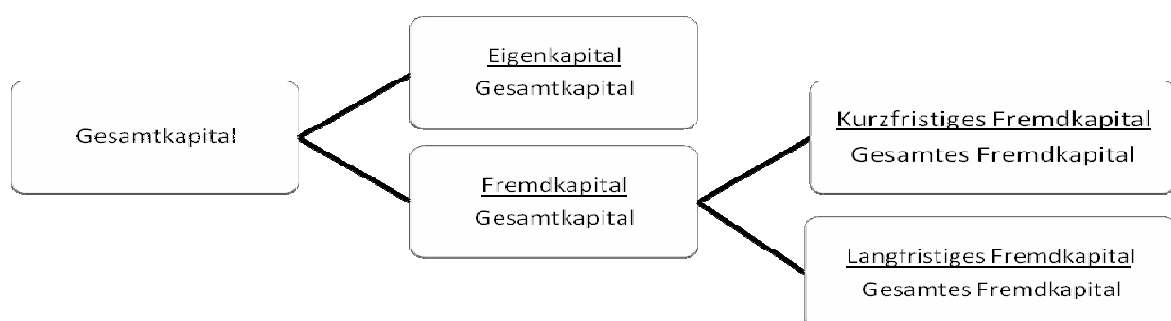 Gesamtkapital
Eigenkapital
Gesamtkapital
Fremdkapital
Gesamtkapital
Kurzfristiges Fremdkapital
Gesamtes Fremdkapital
Langfristiges Fremdkapital
Gesamtes Fremdkapital